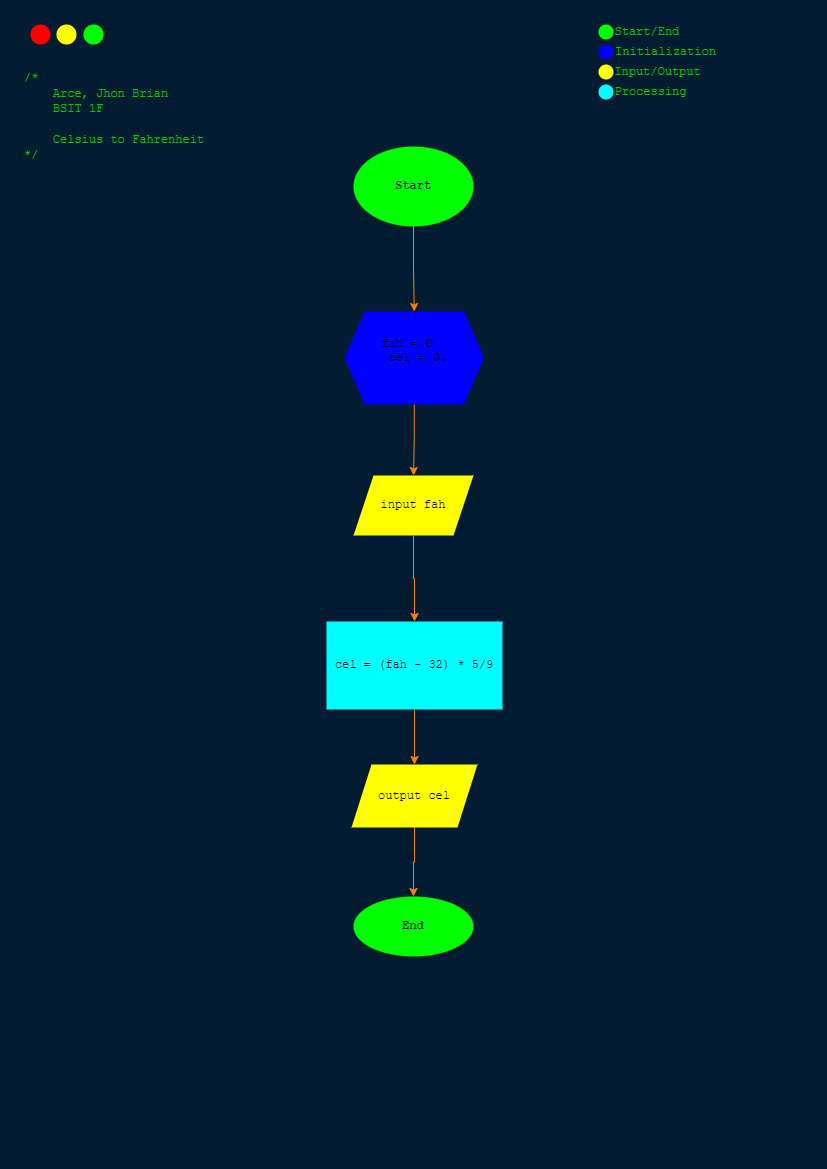 /*
Arce, Jhon Brian
BSIT 1F
Celsius to Fahrenheit
*/
Start/End
Initialization
Input/Output
Processing
Start
fah = 0
cel = 0;
input fah
cel = (fah - 32) * 5/9
output cel
End